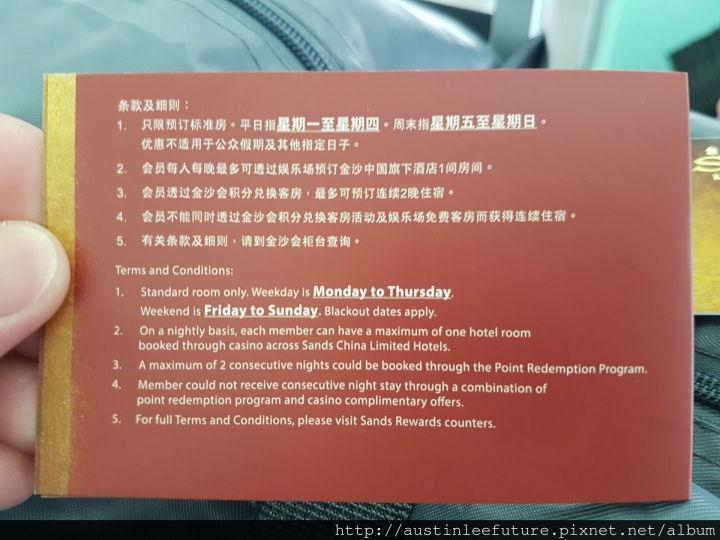 条款及细则：
1. 只限预订标准房。平日指星期一至星期四。周末指星期五至星期日。
优惠不适用于公众假期及其他指定日子。
2. 会员每人每晚最多可透过娱乐场预订金沙中国旗下酒店1间房间。
3. 会员透过金沙会积分兑换客房，最多可预订连续2晚住宿。
4. 会员不能同时透过金沙会积分兑换客房活动及娱乐场免费客房而获得连续住宿。
5. 有关条款及细则，请到金沙会柜台查询。
Terms and Conditions:
1. Standard room only. Weekday is Monday to Thursday.
Weekend is Friday to Sunday. Blackout dates apply.
2. On a nightly basis, each member can have a maximum of one hotel room
booked through casino across Sands China Limited Hotels.
3. A maximum of 2 consecutive nights could be booked through the Point Redemption Program.
4. Member could not receive consecutive night stay through a combination of
point redemption program and casino complimentary offers.
5. For full Terms and Conditions, please visit Sands Rewards counters.
http://austinleefuture.pixnet.net/album